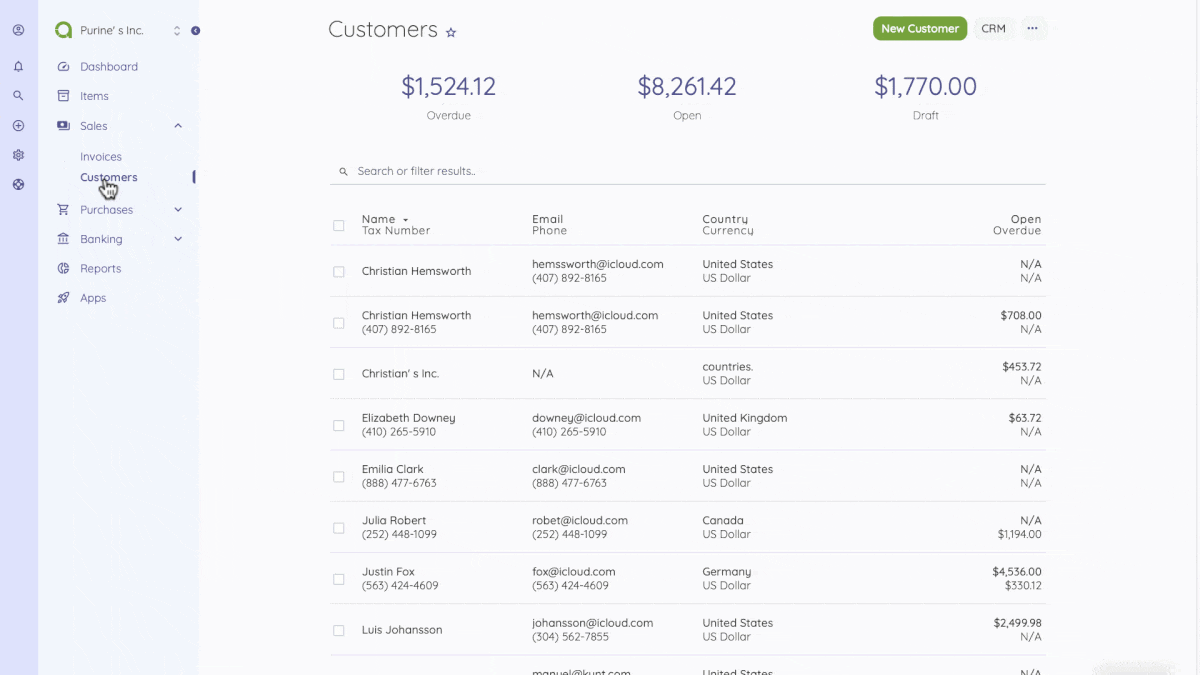 Purine' s Inc.
Dashboard
Items
Sales
Invoices
Customers
Purchases
Banking
Reports
Apps
Customers
New Customer
CRM
$1,524.12
Overdue
$8,261.42
Open
$1,770.00
Draft
Search or filter results..
Name
Tax Number
Email
Phone
Country
Currency
Open
Overdue
Christian Hemsworth
hemssworth@icloud.com
(407) 892-8165
United States
US Dollar
N/A
N/A
Christian Hemsworth
(407) 892-8165
hemsworth@icloud.com
(407) 892-8165
United States
US Dollar
$708.00
N/A
Christian' s Inc.
N/A
countries.
US Dollar
$453.72
N/A
Elizabeth Downey
(410) 265-5910
downey@icloud.com
(410) 265-5910
United Kingdom
US Dollar
$63.72
N/A
Emilia Clark
(888) 477-6763
clark@icloud.com
(888) 477-6763
United States
US Dollar
N/A
N/A
Julia Robert
(252) 448-1099
robet@icloud.com
(252) 448-1099
Canada
US Dollar
N/A
$1,194.00
Justin Fox
(563) 424-4609
fox@icloud.com
(563) 424-4609
Germany
US Dollar
$4,536.00
$330.12
Luis Johansson
johansson@icloud.com
(304) 562-7855
United States
US Dollar
$2,499.98
N/A
manuel@kunt.com
United States
N/A